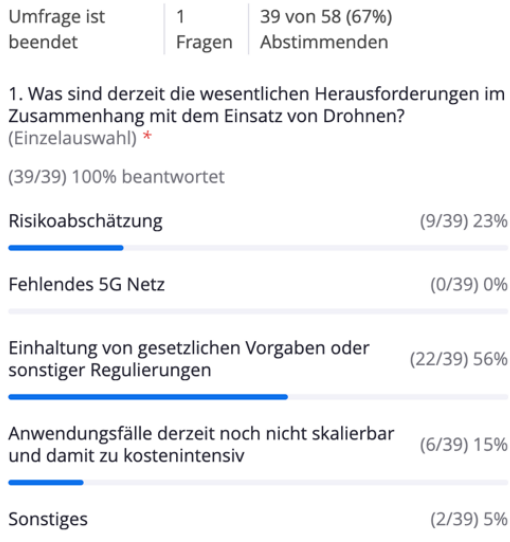 Umfrage ist beendet
1 Fragen
39 von 58 (67%) Abstimmenden
1. Was sind derzeit die wesentlichen Herausforderungen im
Zusammenhang mit dem Einsatz von Drohnen?
(Einzelauswahl) *
(39/39) 100% beantwortet
Risikoabschätzung (9/39) 23%
Fehlendes 5G Netz (0/39) 0%
Einhaltung von gesetzlichen Vorgaben oder
sonstiger Regulierungen (22/39) 56%
Anwendungsfälle derzeit noch nicht skalierbar
und damit zu kostenintensiv (6/39) 15%
Sonstiges (2/39) 5%